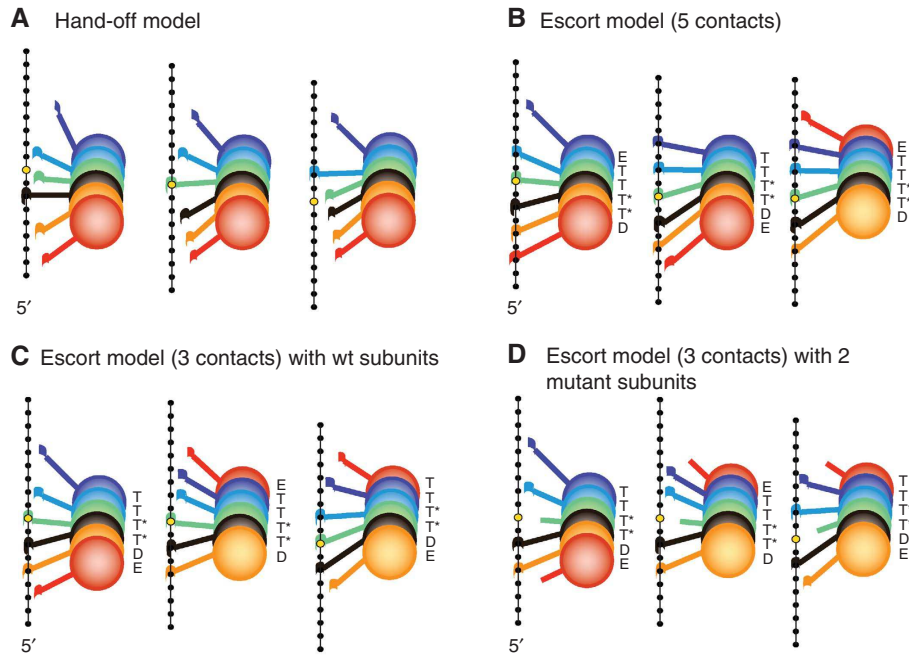 A Hand-off model
5′
B Escort model (5 contacts)
E
T
T
T*
D
D
T
T
T*
T*
D
E
E
T
T
T*
T*
D
D
5′
C Escort model (3 contacts) with wt subunits
T
T
T*
T*
D
E
E
T
T
T*
T*
D
T
T
T*
T*
D
E
5′
D Escort model (3 contacts) with 2
mutant subunits
T
T
T*
T*
D
E
E
T
T
T*
T*
D
T
T
T
T*
D
E
5′